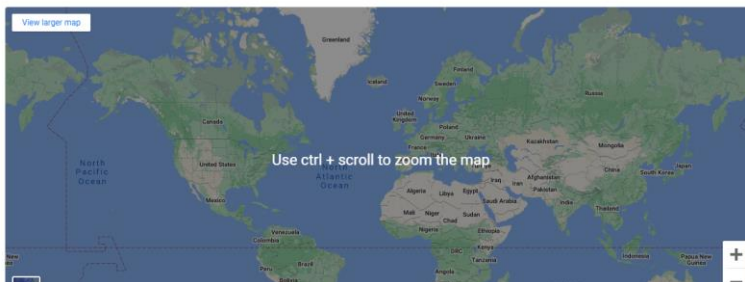 View larger map
Greenland
Iceland
Finland
Sweden
Norway
Russia
United
Kingdom
Canada
Poland
Germany
Ukraine
France
Kazakhstan
Mongolia
North
Pacific
Ocean
United States
Use ctrl + scroll to zoom the map
North
Atlantic
Ocean
China
Japan
South Korea
Iraq
Iran
Afghanistan
Pakistan
Algeria
Libya
Egypt
Saudi Arabia
India
Mexico
Mali
Niger
Chad
Sudan
Thailand
Nigeria
Ethiopia
Venezuela
Colombia
DRC
Kenya
Tanzania
Indonesia
Papua New
Guinea
Brazil
Peru
Angola
Bolivia
+